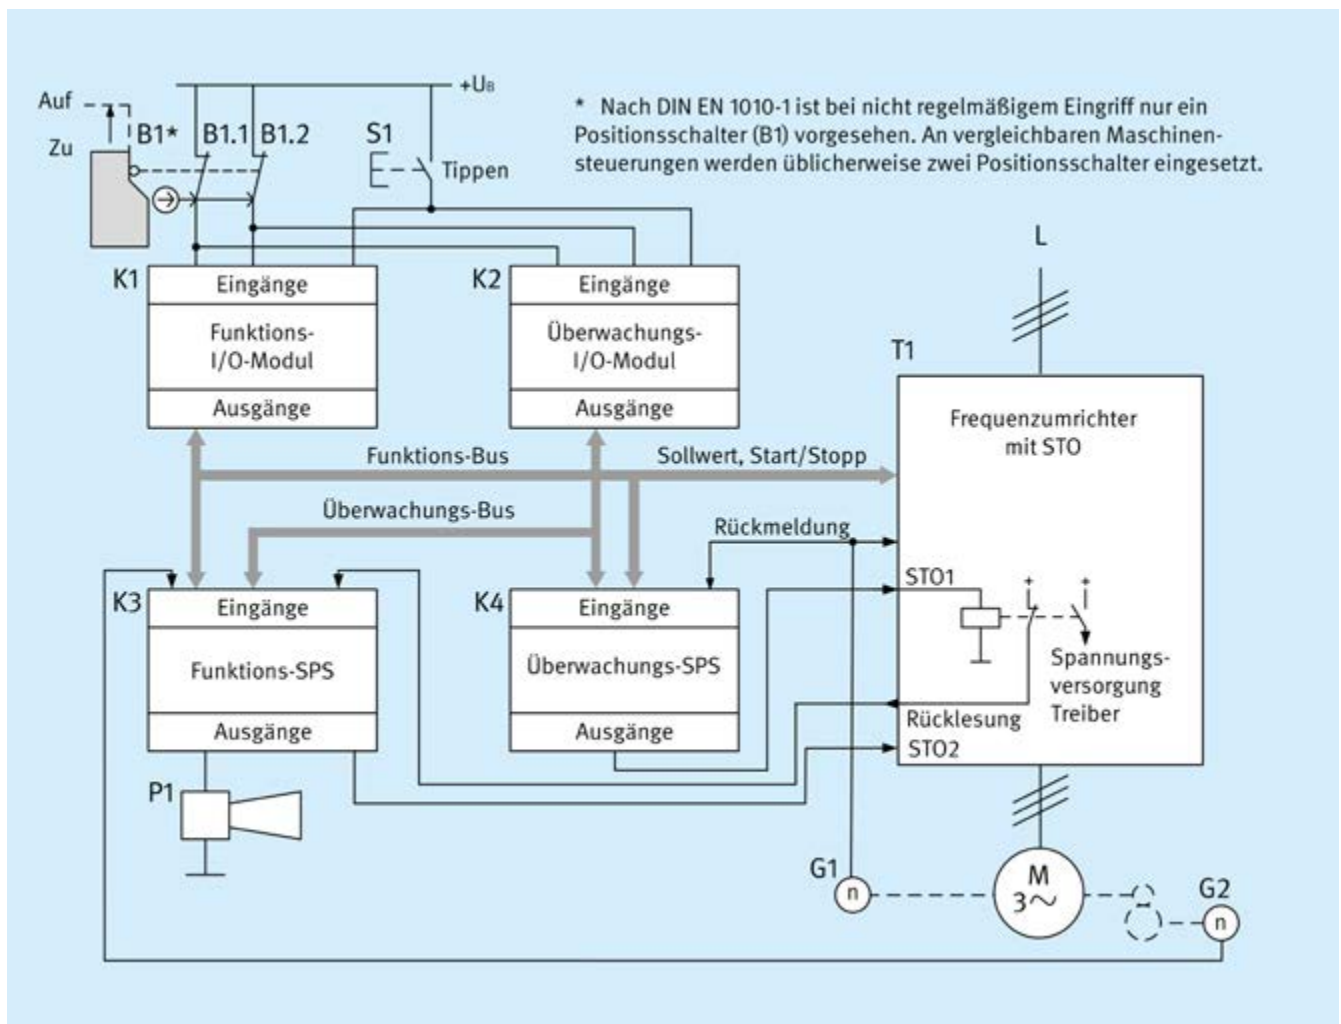 +UB
Auf
B1*
B1.1
B1.2
S1
Zu
Tippen
* Nach DIN EN 1010-1 ist bei nicht regelmäßigem Eingriff nur ein
Positionsschalter (B1) vorgesehen. An vergleichbaren Maschinen-
steuerungen werden üblicherweise zwei Positionsschalter eingesetzt.
L
K1
Eingänge
Funktions-
I/O-Modul
Ausgänge
K2
Eingänge
Überwachungs-
I/O-Modul
Ausgänge
T1
Frequenzumrichter
mit STO
Funktions-Bus
Sollwert, Start/Stopp
Überwachungs-Bus
Rückmeldung
STO1
+
+
Spannungs-
versorgung
Treiber
Rücklesung
STO2
K3
Eingänge
Funktions-SPS
Ausgänge
K4
Eingänge
Überwachungs-SPS
Ausgänge
P1
G1
n
M
3~
G2
n